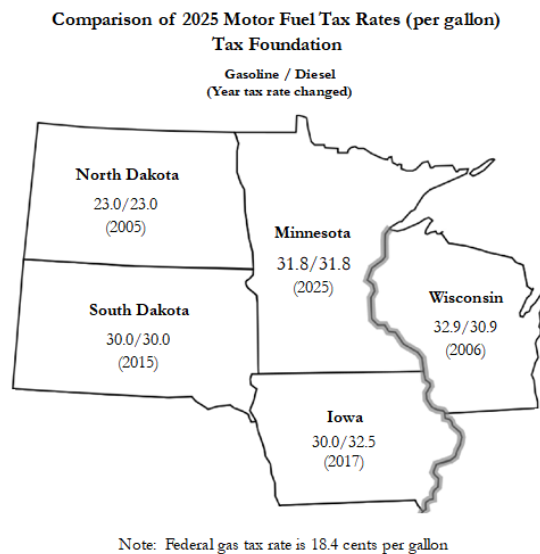 Comparison of 2025 Motor Fuel Tax Rates (per gallon)
Tax Foundation
Gasoline / Diesel
(Year tax rate changed)
North Dakota
23.0/23.0
(2005)
Minnesota
31.8/31.8
(2025)
South Dakota
30.0/30.0
(2015)
Wisconsin
32.9/30.9
(2006)
Iowa
30.0/32.5
(2017)
Note:  Federal gas tax rate is 18.4 cents per gallon